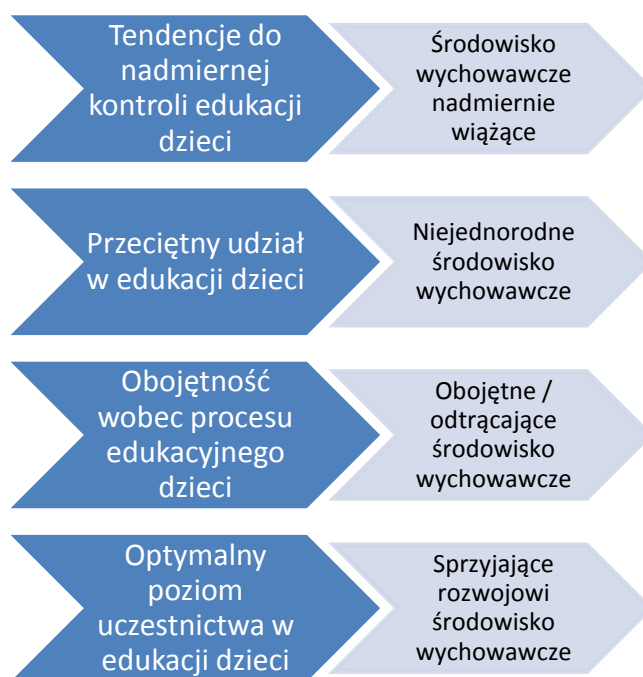 Tendencje do
nadmiernej
kontroli edukacji
dzieci
Środowisko
wychowawcze
nadmiernie
wiążące
Przeciętny udział
w edukacji dzieci
Niejednorodne
środowisko
wychowawcze
Obojętność
wobec procesu
edukacyjnego
dzieci
Obojętne /
odtrącające
środowisko
wychowawcze
Optymalny
poziom
uczestnictwa w
edukacji dzieci
Sprzyjające
rozwojowi
środowisko
wychowawcze